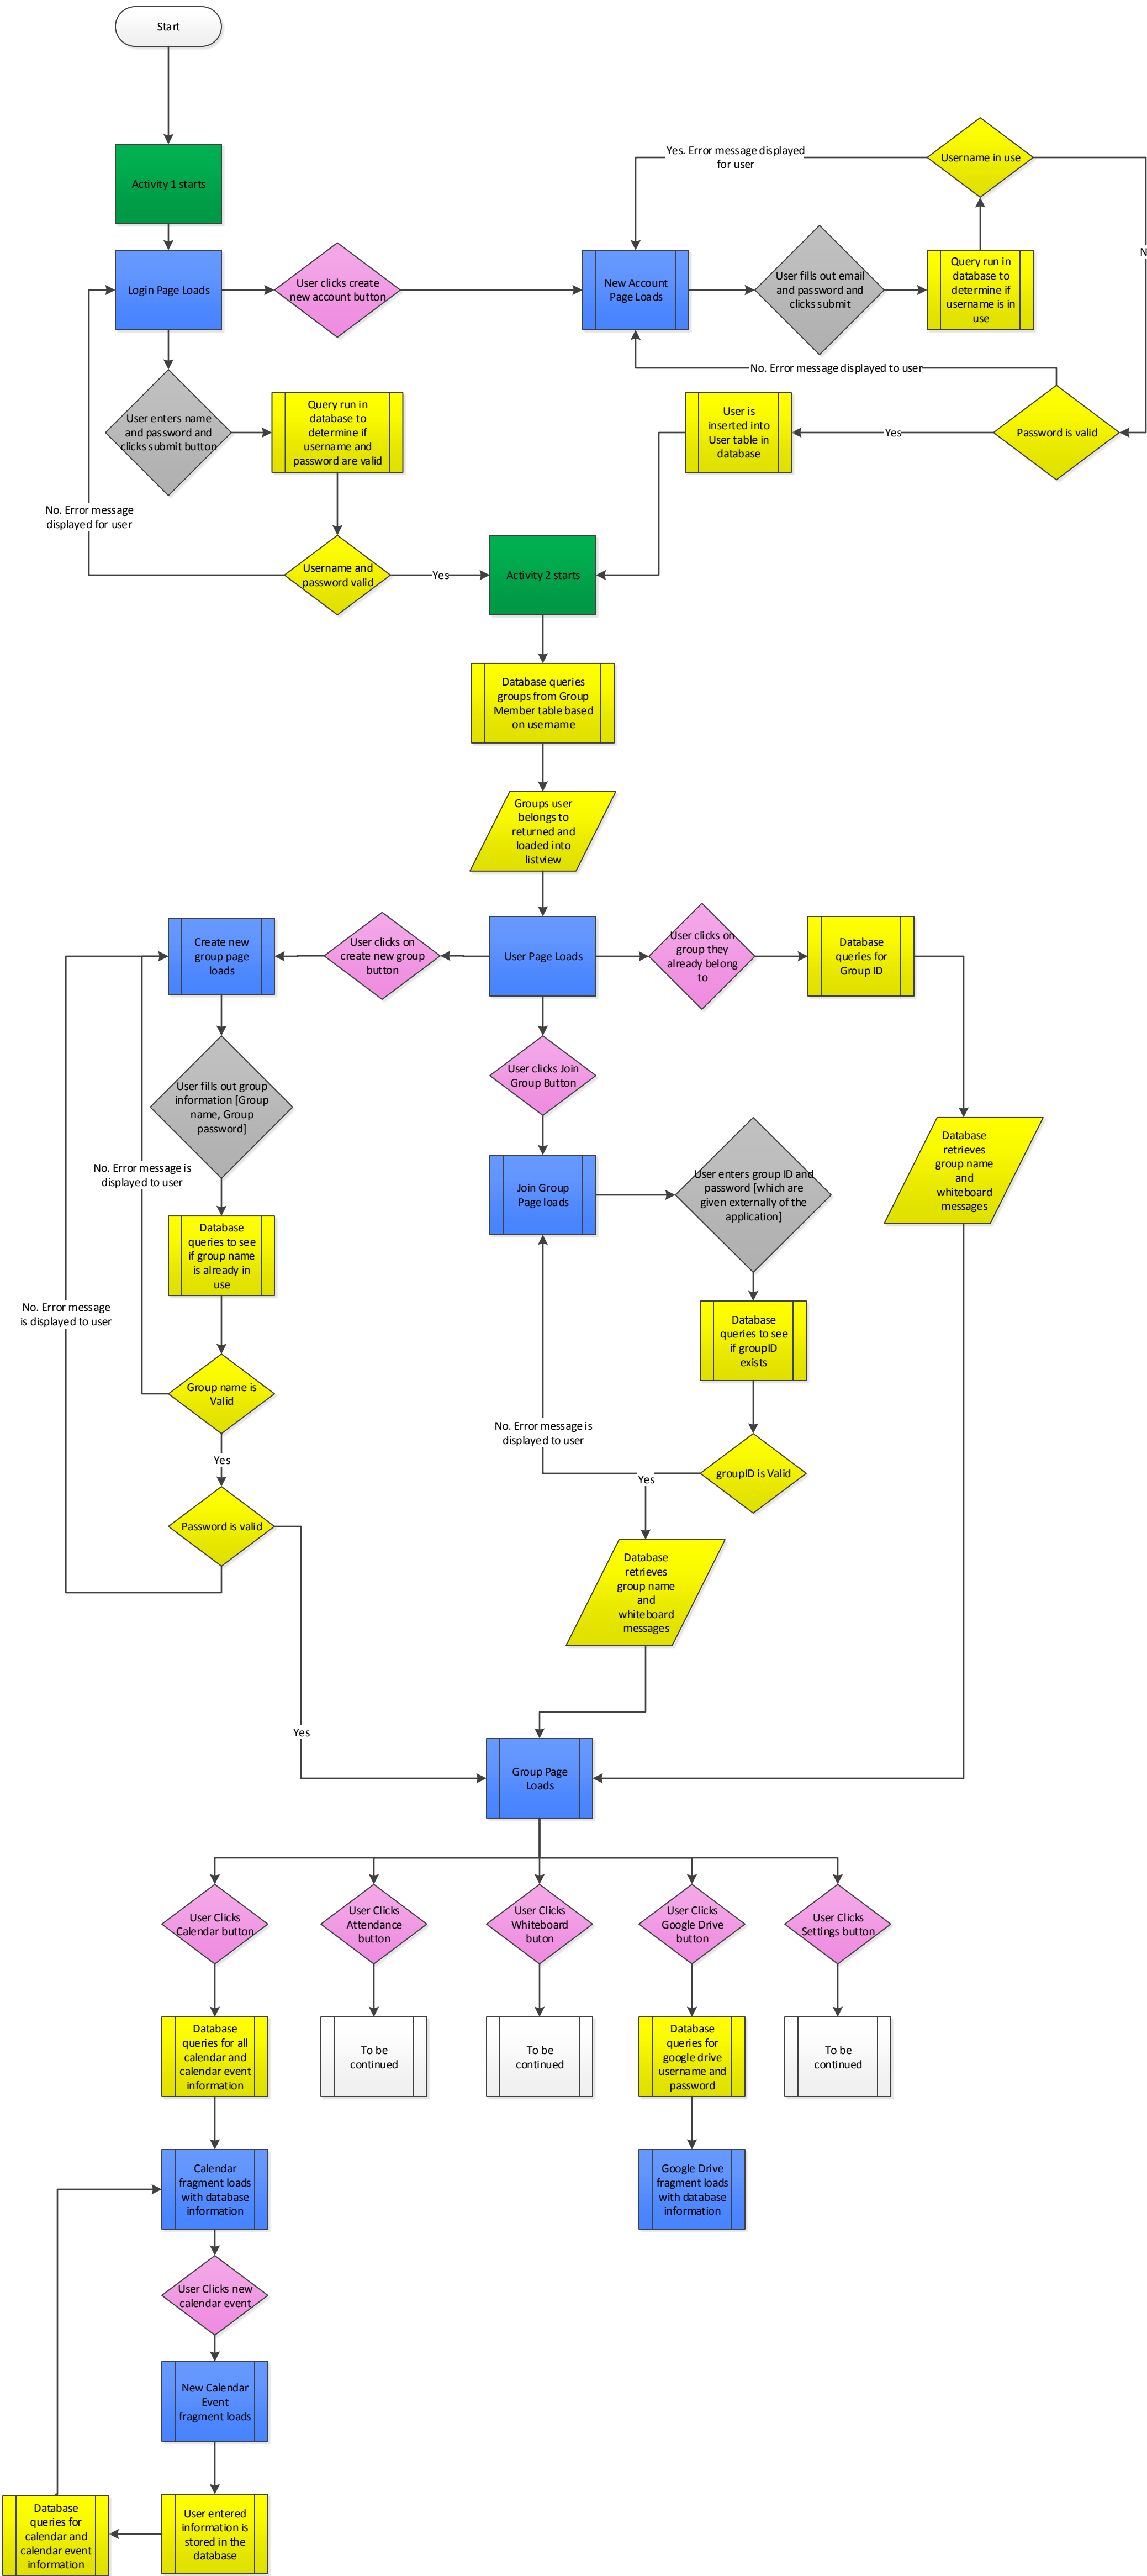 Start
Activity 1 starts
Username in use
Yes. Error message displayed
for user
N
Login Page Loads
User clicks create
new account button
New Account
Page Loads
User fills out email
and password and
clicks submit
Query run in
database to
determine if
username is in
use
No. Error message displayed to user
User enters name
and password and
clicks submit button
Query run in
database to
determine if
username and
password are valid
User is
inserted into
User table in
database
Yes
Password is valid
No. Error message
displayed for user
Username and
password valid
Yes
Activity 2 starts
Database queries
groups from Group
Member table based
on username
Groups user
belongs to
returned and
loaded into
listview
Create new
group page
loads
User clicks on
create new group
button
User Page Loads
User clicks on
group they
already belong
to
Database
queries for
Group ID
User clicks Join
Group Button
User fills out group
information [Group
name, Group
password]
No. Error message is
displayed to user
Join Group
Page loads
User enters group ID and
password [which are
given externally of the
application]
Database
retrieves
group name
and
whiteboard
messages
Database
queries to see
if group name
is already in
use
No. Error message
is displayed to user
Database
queries to see
if groupID
exists
Group name is
Valid
Yes
No. Error message is
displayed to user
groupID is Valid
Yes
Password is valid
Database
retrieves
group name
and
whiteboard
messages
Yes
Group Page
Loads
User Clicks
Calendar button
User Clicks
Attendance
button
User Clicks
Whiteboard
buton
User Clicks
Google Drive
button
User Clicks
Settings button
Database
queries for all
calendar and
calendar event
information
To be
continued
To be
continued
Database
queries for
google drive
username and
password
To be
continued
Calendar
fragment loads
with database
information
Google Drive
fragment loads
with database
information
User Clicks new
calendar event
New Calendar
Event
fragment loads
Database
queries for
calendar and
calendar event
information
User entered
information is
stored in the
database